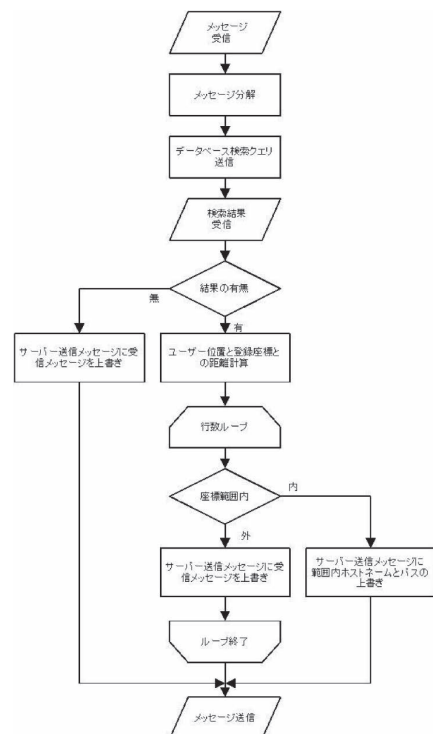 メッセージ
受信
メッセージ分解
データベース検索クエリ
送信
検索結果
受信
結果の有無
無
有
サーバー送信メッセージに受
信メッセージを上書き
ユーザー位置と登録座標と
の距離計算
行数ループ
座標範囲内
内
外
サーバー送信メッセージに受
信メッセージを上書き
サーバー送信メッセージに
範囲内ホストネームとパスの
上書き
ループ終了
メッセージ送信